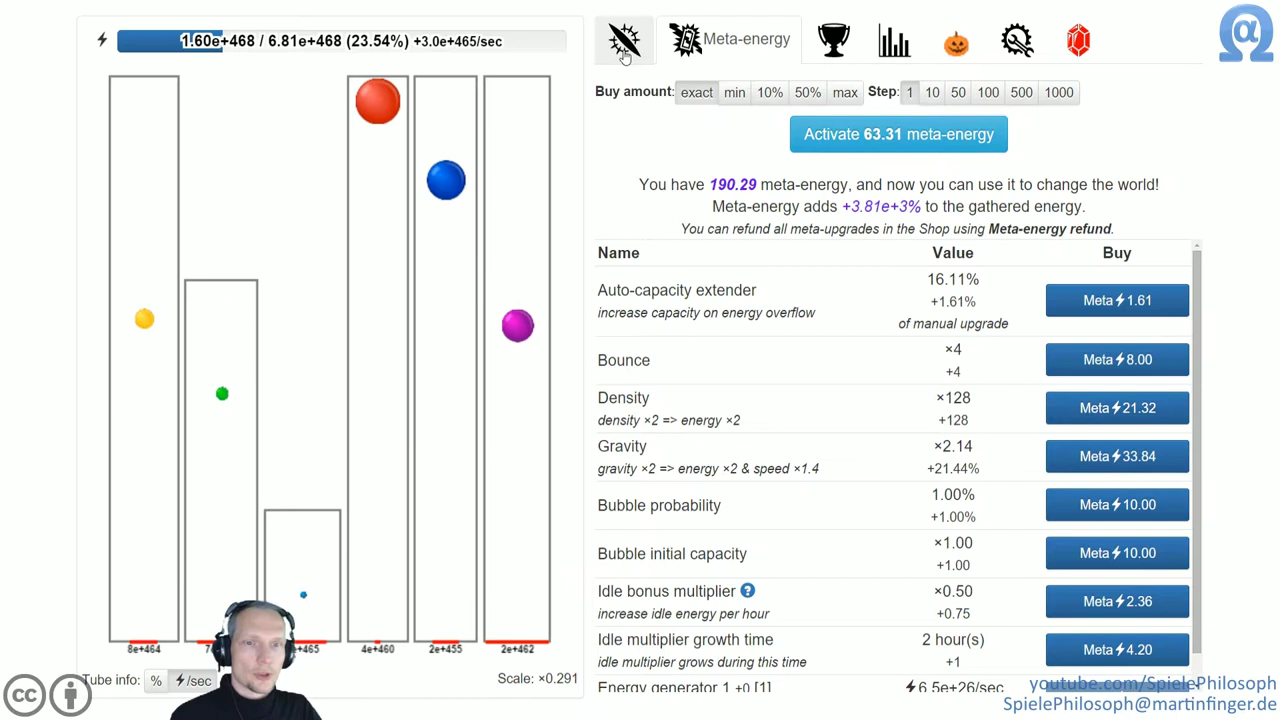 1.60e+468 / 6.81e+468 (23.54%) +3.0e+465/sec
8e+464
4e+460
2e+455
2e+462
Tube info: % /sec
Scale: ×0.291
Meta-energy
Buy amount: exact min 10% 50% max Step: 1 10 50 100 500 1000
Activate 63.31 meta-energy
You have 190.29 meta-energy, and now you can use it to change the world!
Meta-energy adds +3.81e+3% to the gathered energy.
You can refund all meta-upgrades in the Shop using Meta-energy refund.
Name Value Buy
Auto-capacity extender
increase capacity on energy overflow
16.11%
+1.61%
of manual upgrade
Meta 1.61
Bounce
×4
+4
Meta 8.00
Density
density ×2 => energy ×2
×128
+128
Meta 21.32
Gravity
gravity ×2 => energy ×2 & speed ×1.4
×2.14
+21.44%
Meta 33.84
Bubble probability
1.00%
+1.00%
Meta 10.00
Bubble initial capacity
×1.00
+1.00
Meta 10.00
Idle bonus multiplier ?
increase idle energy per hour
×0.50
+0.75
Meta 2.36
Idle multiplier growth time
idle multiplier grows during this time
2 hour(s)
+1
Meta 4.20
Energy generator 1 +0 [1] 6.5e+26/sec
youtube.com/SpielePhilosoph
SpielePhilosoph@martinfinger.de
cc
Ω
α